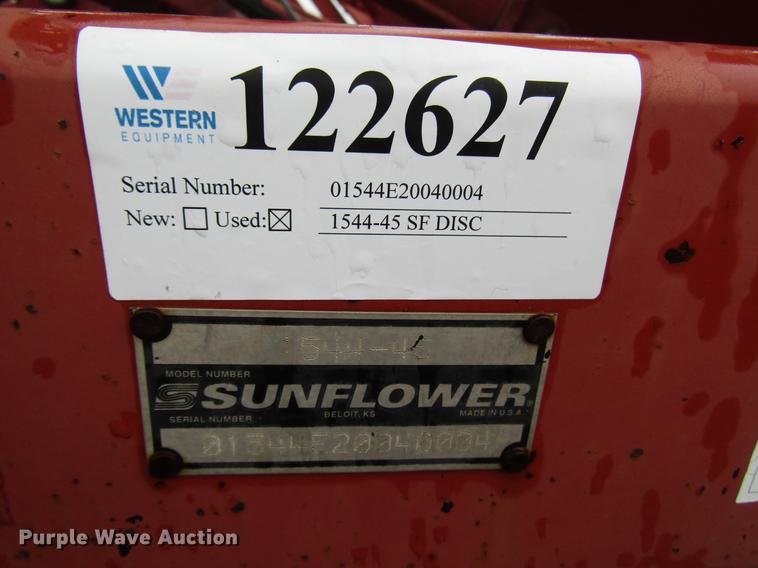 122627
WESTERN
EQUIPMENT
Serial Number: 01544E20040004
New: Used: 1544-45 SF DISC
MODEL NUMBER
SUNFLOWER
SERIAL NUMBER BELOIT, KS MADE IN U.S.A.
01544E20040004
Purple Wave Auction